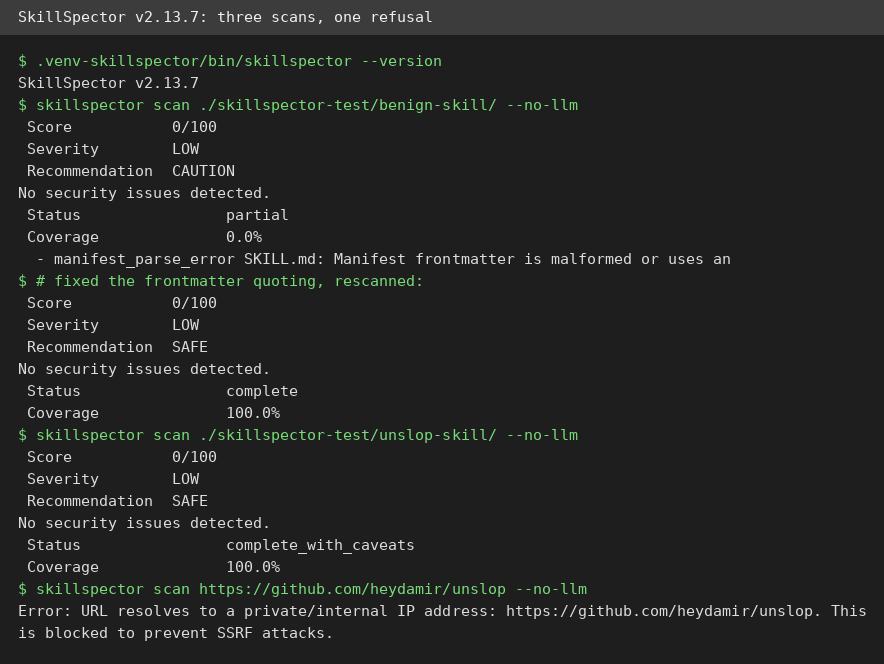 SkillSpector v2.13.7: three scans, one refusal
$ .venv-skillspector/bin/skillspector --version
SkillSpector v2.13.7
$ skillspector scan ./skillspector-test/benign-skill/ --no-llm
Score 0/100
Severity LOW
Recommendation CAUTION
No security issues detected.
Status partial
Coverage 0.0%
- manifest_parse_error SKILL.md: Manifest frontmatter is malformed or uses an
$ # fixed the frontmatter quoting, rescanned:
Score 0/100
Severity LOW
Recommendation SAFE
No security issues detected.
Status complete
Coverage 100.0%
$ skillspector scan ./skillspector-test/unslop-skill/ --no-llm
Score 0/100
Severity LOW
Recommendation SAFE
No security issues detected.
Status complete_with_caveats
Coverage 100.0%
$ skillspector scan https://github.com/heydamir/unslop --no-llm
Error: URL resolves to a private/internal IP address: https://github.com/heydamir/unslop. This
is blocked to prevent SSRF attacks.